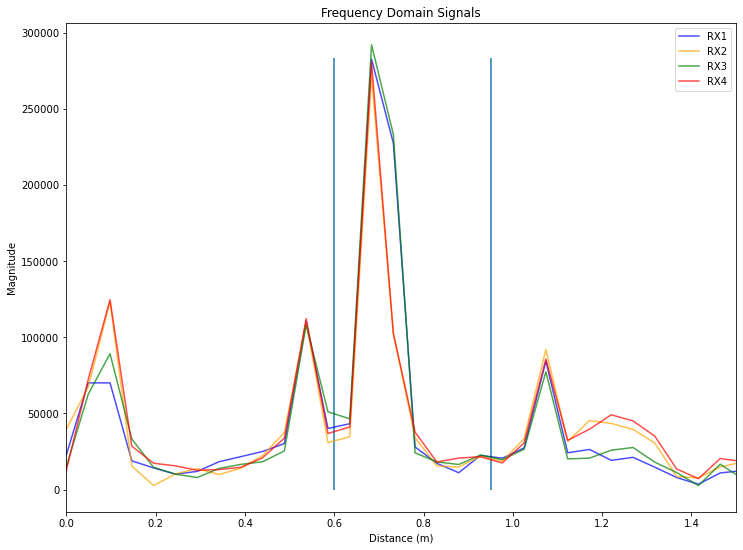 Frequency Domain Signals
RX1
RX2
RX3
RX4
300000
250000
200000
150000
100000
50000
0
Magnitude
0.0 0.2 0.4 0.6 0.8 1.0 1.2 1.4
Distance (m)